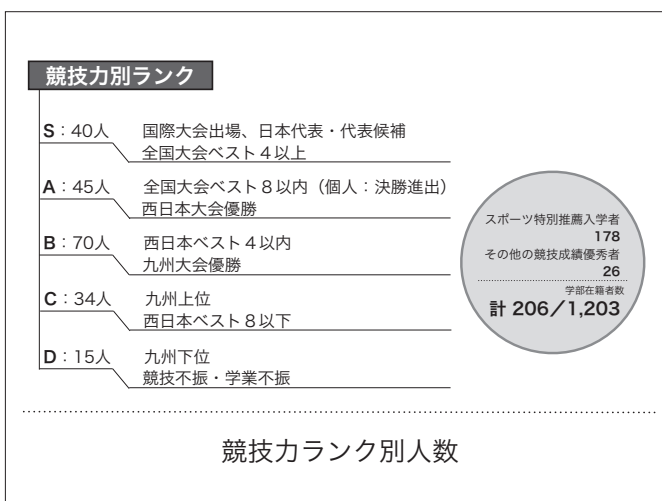 競技力別ランク
S：40人 国際大会出場、日本代表・代表候補
全国大会ベスト４以上
A：45人 全国大会ベスト８以内（個人：決勝進出）
西日本大会優勝
B：70人 西日本ベスト４以内
九州大会優勝
C：34人 九州上位
西日本ベスト８以下
D：15人 九州下位
競技不振・学業不振
スポーツ特別推薦入学者
178
その他の競技成績優秀者
26
学部在籍者数
計 206／1,203
競技力ランク別人数